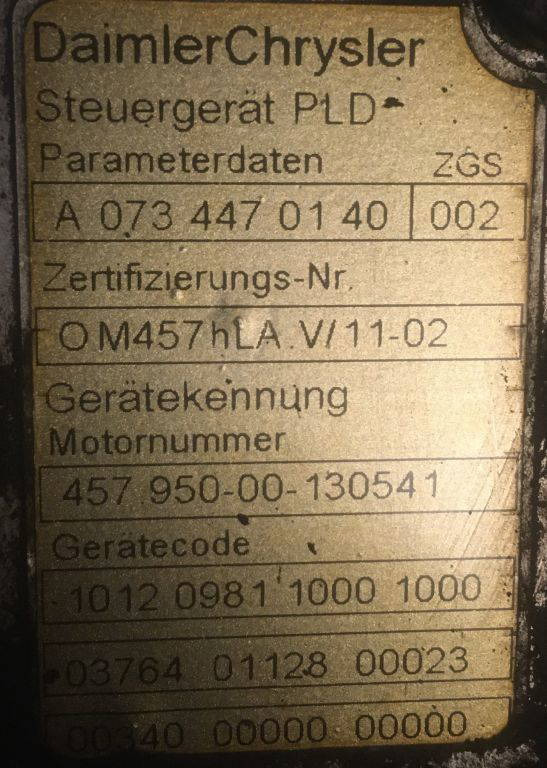 DaimlerChrysler
Steuergerät PLD
Parameterdaten ZGS
A 073 447 01 40 002
Zertifizierungs-Nr.
OM457hLA.V/11-02
Gerätekennung
Motornummer
457 950-00-130541
Gerätecode
1012 0981 1000 1000
03764 01128 00023
00340 00000 00000